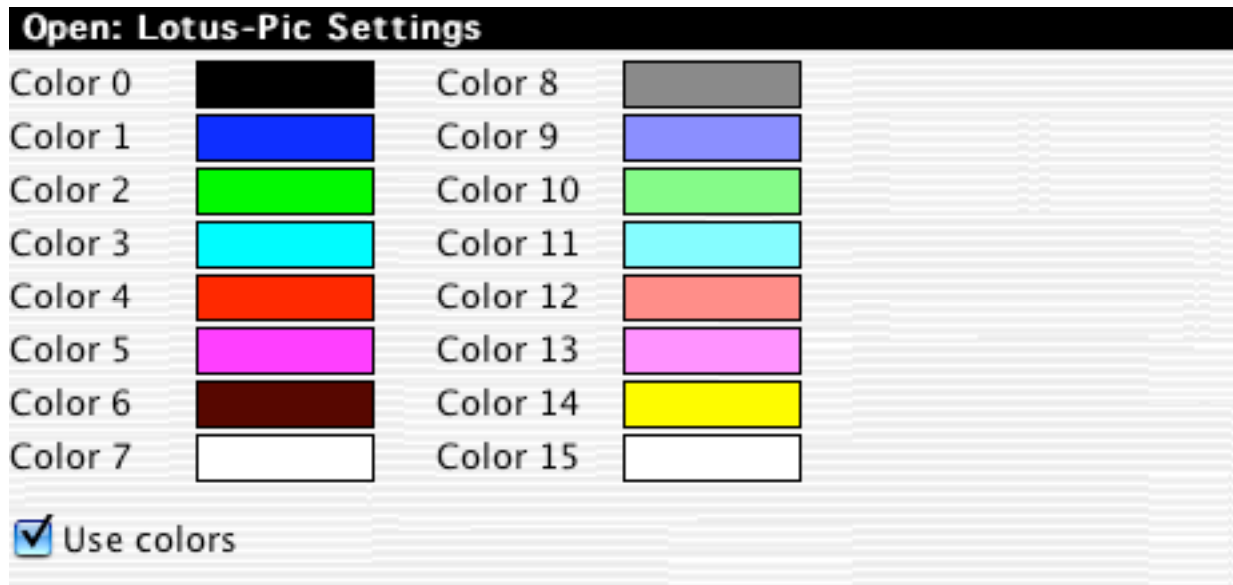 Open: Lotus-Pic Settings
Color 0 Color 8
Color 1 Color 9
Color 2 Color 10
Color 3 Color 11
Color 4 Color 12
Color 5 Color 13
Color 6 Color 14
Color 7 Color 15
Use colors